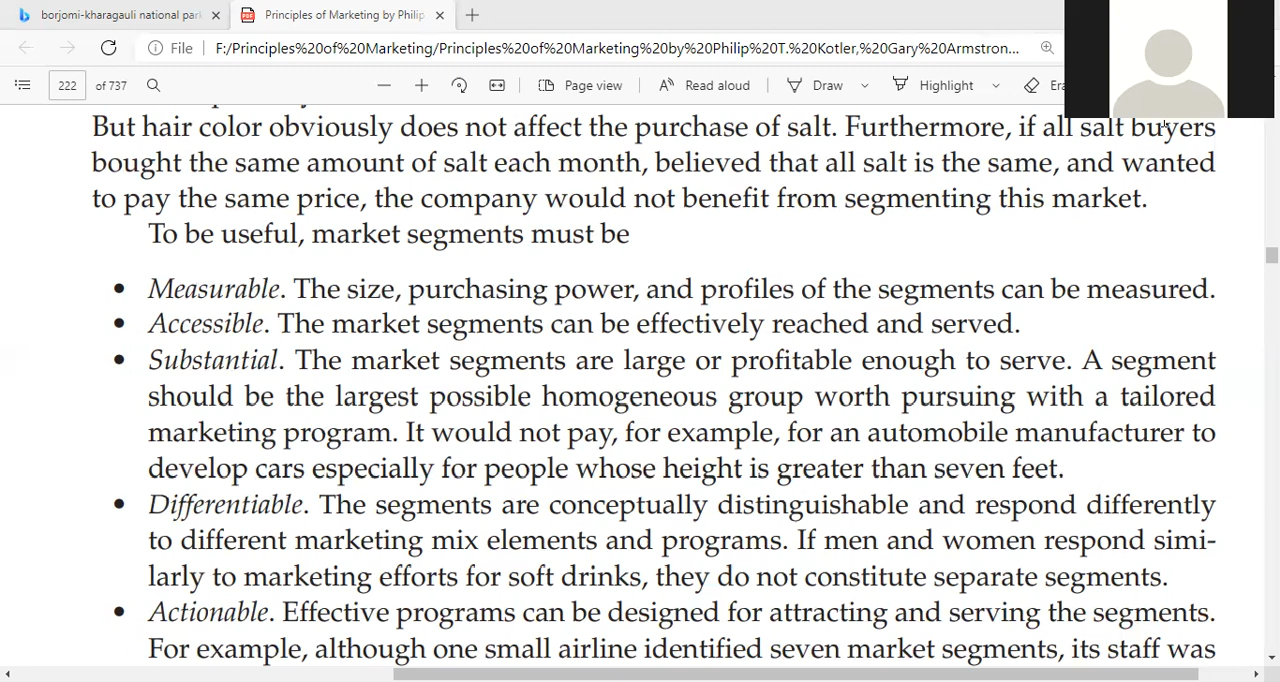 borjomi-kharagauli national par
Principles of Marketing by Philip
File
F:/Principles%20of%20Marketing/Principles%20of%20Marketing%20by%20Philip%20T.%20Kotler,%20Gary%20Armstron...
222 of 737
Page view
Read aloud
Draw
Highlight
Era
But hair color obviously does not affect the purchase of salt. Furthermore, if all salt buyers
bought the same amount of salt each month, believed that all salt is the same, and wanted
to pay the same price, the company would not benefit from segmenting this market.
To be useful, market segments must be
• Measurable. The size, purchasing power, and profiles of the segments can be measured.
• Accessible. The market segments can be effectively reached and served.
• Substantial. The market segments are large or profitable enough to serve. A segment
should be the largest possible homogeneous group worth pursuing with a tailored
marketing program. It would not pay, for example, for an automobile manufacturer to
develop cars especially for people whose height is greater than seven feet.
• Differentiable. The segments are conceptually distinguishable and respond differently
to different marketing mix elements and programs. If men and women respond simi-
larly to marketing efforts for soft drinks, they do not constitute separate segments.
• Actionable. Effective programs can be designed for attracting and serving the segments.
For example, although one small airline identified seven market segments, its staff was